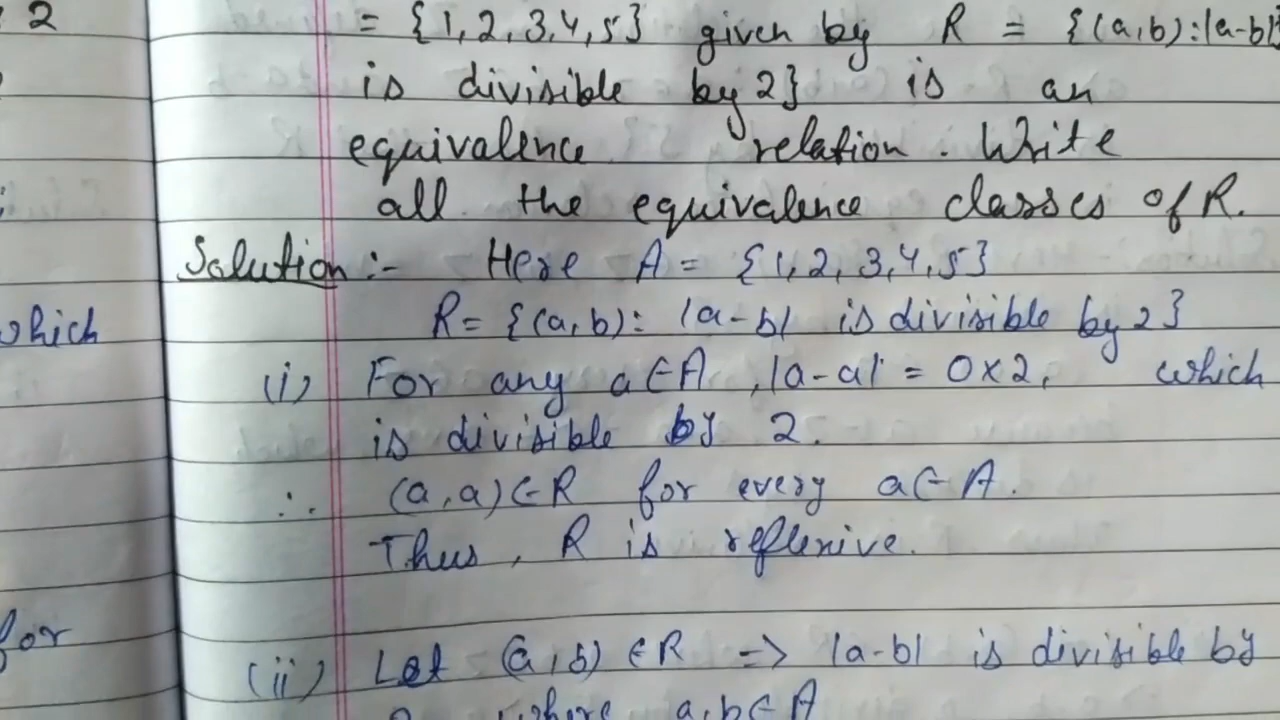 2
= {1, 2, 3, 4, 5} given by R = {(a,b):|a-b|
is divisible by 2} is an
equivalence relation. Write
all the equivalence classes of R.
Solution :- Here A = {1, 2, 3, 4, 5}
which
R = {(a, b): |a-b| is divisible by 2}
(i) For any a∈A, |a-a| = 0x2, which
is divisible by 2.
∴ (a, a)∈R for every a∈A.
Thus, R is reflexive.
for
(ii) Let (a, b) ∈R => |a-b| is divisible by
where a, b∈A